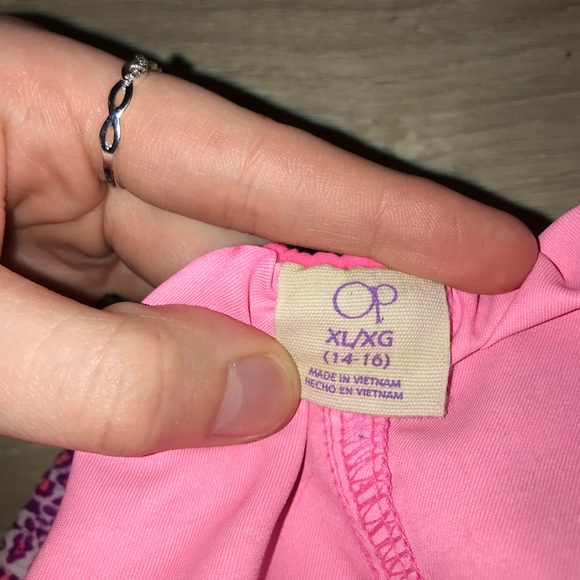 Op
XL/XG
(14-16)
MADE IN VIETNAM
HECHO EN VIETNAM